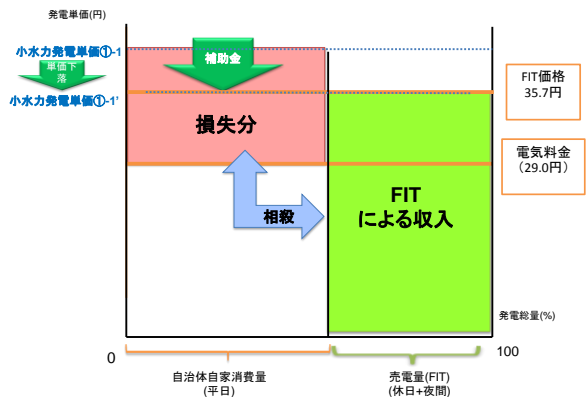 発電単価(円)
小水力発電単価①-1
単価下
落
小水力発電単価①-1’
補助金
損失分
相殺
FIT
による収入
FIT価格
35.7円
電気料金
（29.0円）
発電総量(%)
0
100
自治体自家消費量
(平日)
売電量(FIT)
(休日+夜間)